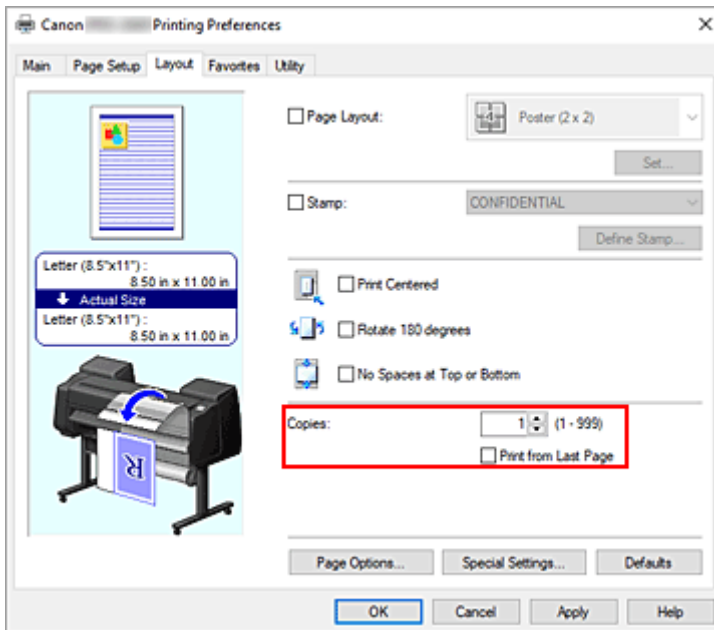 Canon Printing Preferences
Main Page Setup Layout Favorites Utility
Page Layout: Poster (2 x 2)
Set...
Stamp: CONFIDENTIAL
Define Stamp...
Letter (8.5"x11") :
8.50 in x 11.00 in
Actual Size
Letter (8.5"x11") :
8.50 in x 11.00 in
Print Centered
Rotate 180 degrees
No Spaces at Top or Bottom
Copies: 1 (1 - 999)
Print from Last Page
R
Page Options... Special Settings... Defaults
OK Cancel Apply Help